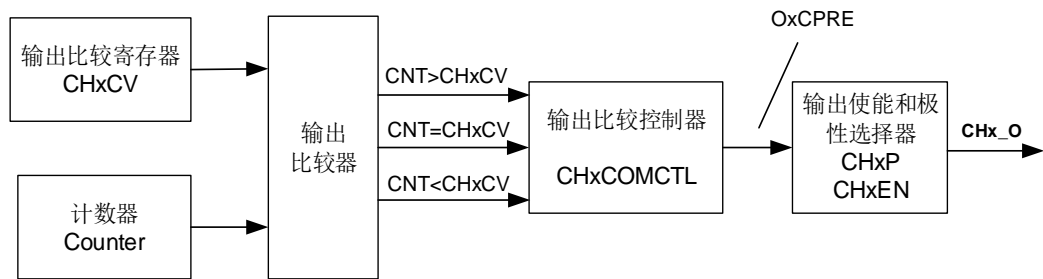 OxCPRE
输出比较寄存器
CHxCV
计数器
Counter
输出
比较器
CNT>CHxCV
CNT=CHxCV
CNT<CHxCV
输出比较控制器
CHxCOMCTL
输出使能和极
性选择器
CHxP
CHxEN
CHx_O